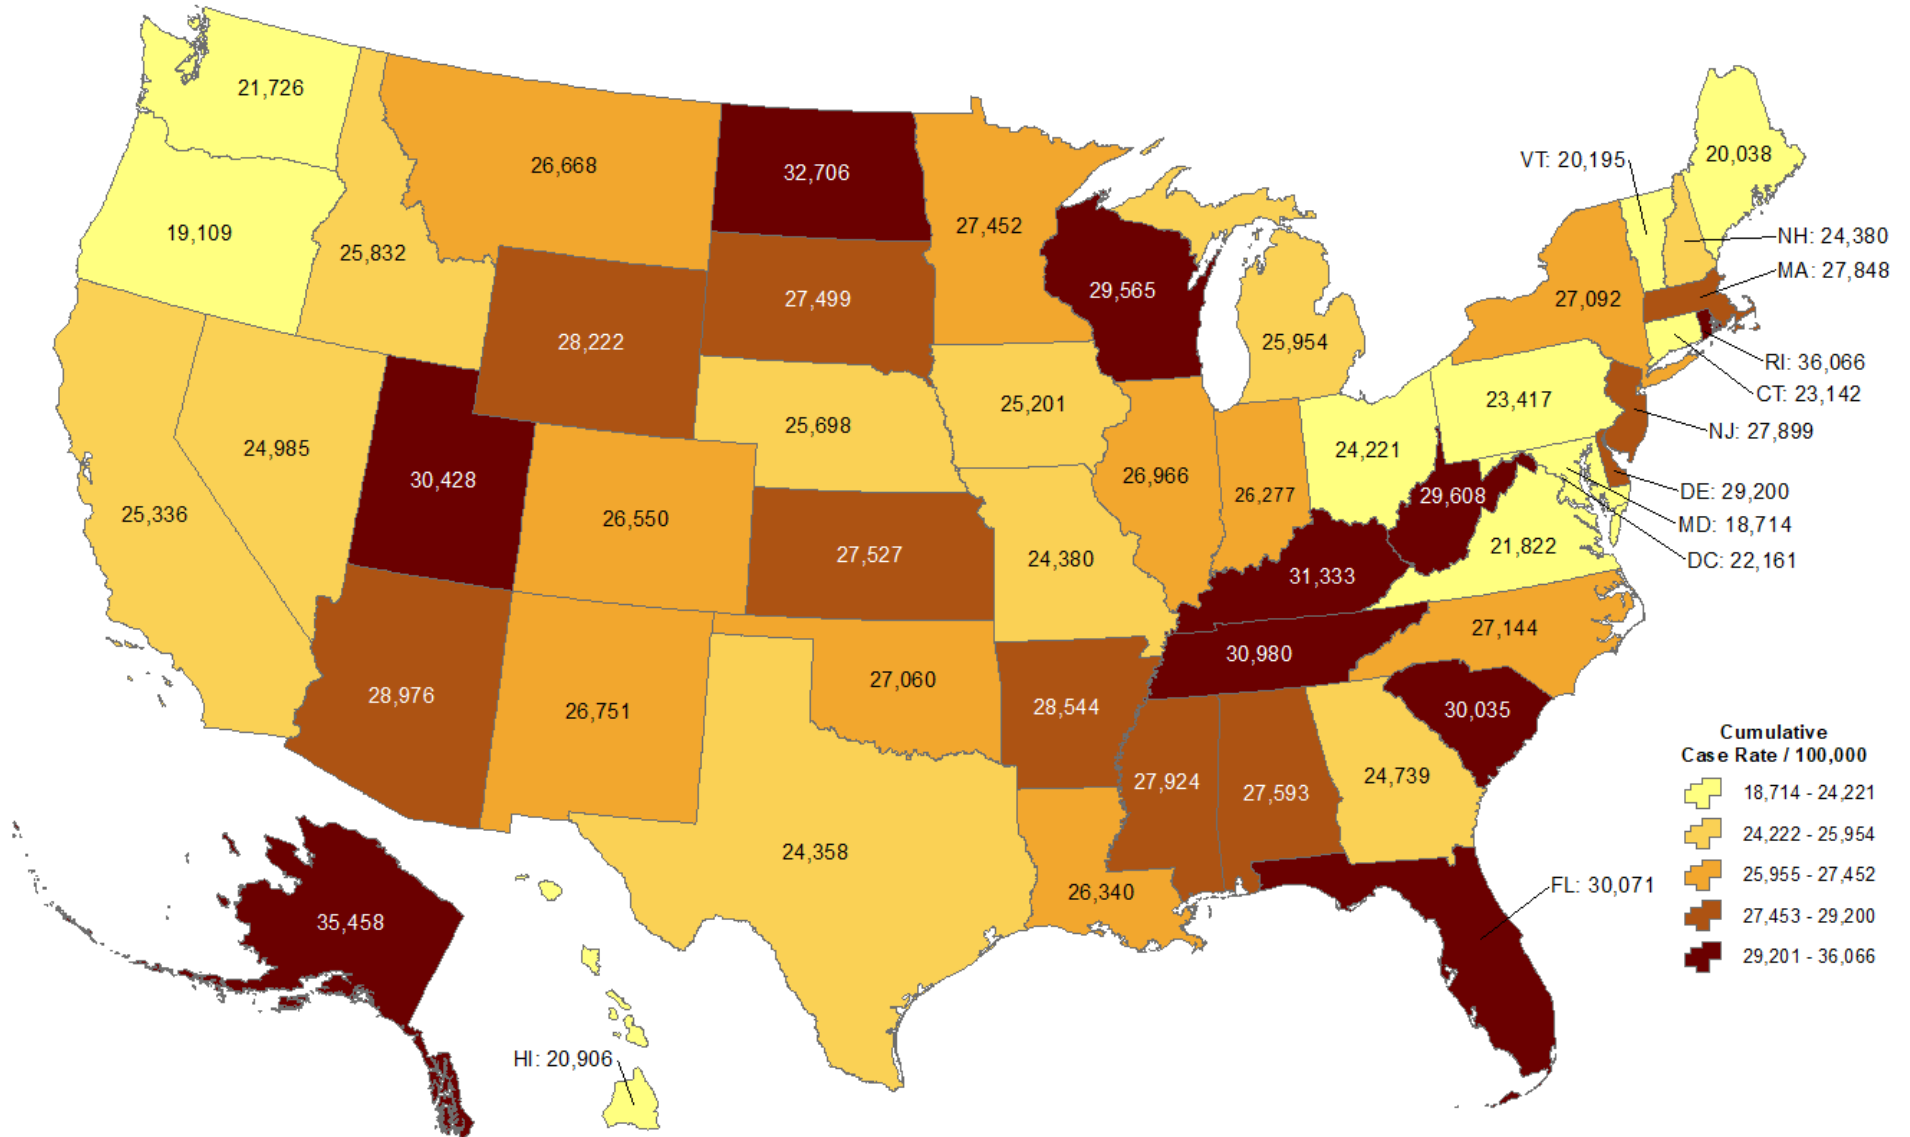 21,726
20,038
VT: 20,195
26,668
32,706
27,452
19,109
25,832
NH: 24,380
MA: 27,848
27,499
29,565
27,092
28,222
25,954
RI: 36,066
CT: 23,142
25,201
23,417
25,698
NJ: 27,899
24,985
24,221
30,428
26,966
26,277
29,608
DE: 29,200
25,336
26,550
MD: 18,714
21,822
27,527
24,380
DC: 22,161
31,333
27,144
30,980
27,060
28,976
26,751
28,544
30,035
Cumulative
Case Rate / 100,000
27,924
27,593
24,739
18,714 - 24,221
24,222 - 25,954
24,358
25,955 - 27,452
26,340
FL: 30,071
27,453 - 29,200
35,458
29,201 - 36,066
HI: 20,906